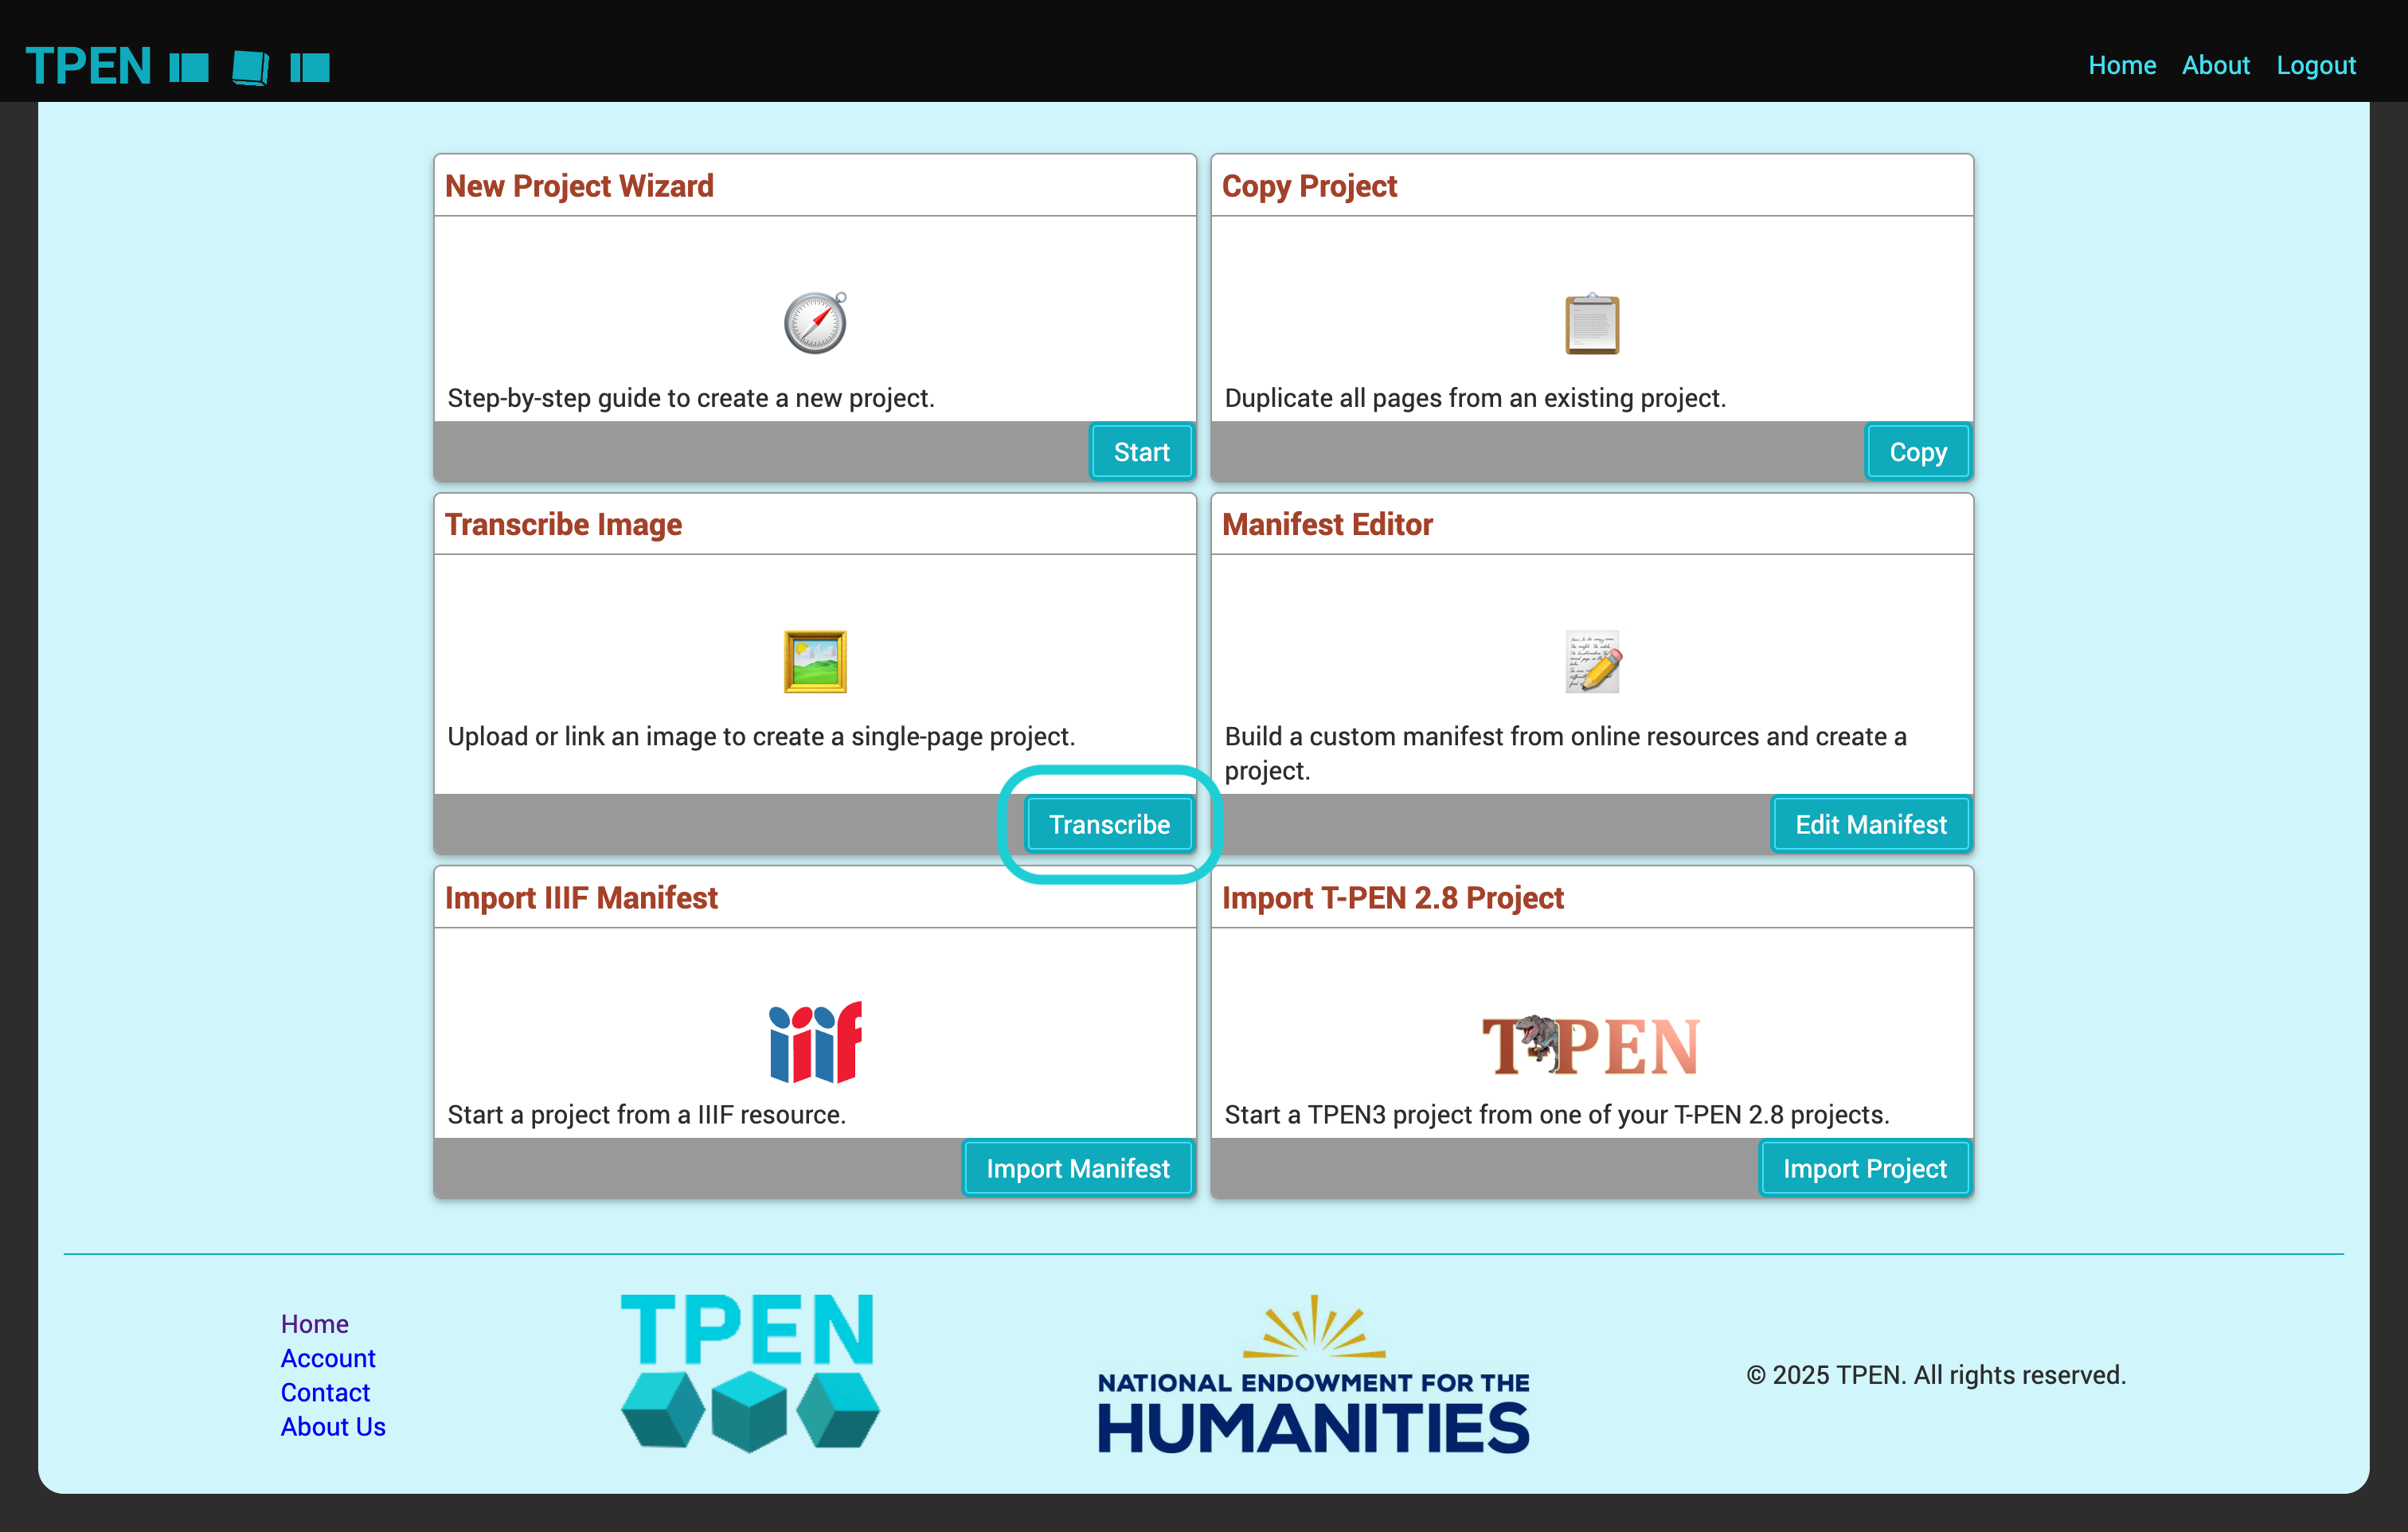 TPEN
Home About Logout
New Project Wizard
Step-by-step guide to create a new project.
Start
Copy Project
Duplicate all pages from an existing project.
Copy
Transcribe Image
Upload or link an image to create a single-page project.
Transcribe
Manifest Editor
Build a custom manifest from online resources and create a
project.
Edit Manifest
Import IIIF Manifest
iiif
Start a project from a IIIF resource.
Import Manifest
Import T-PEN 2.8 Project
T-PEN
Start a TPEN3 project from one of your T-PEN 2.8 projects.
Import Project
Home
Account
Contact
About Us
TPEN
NATIONAL ENDOWMENT FOR THE
HUMANITIES
© 2025 TPEN. All rights reserved.